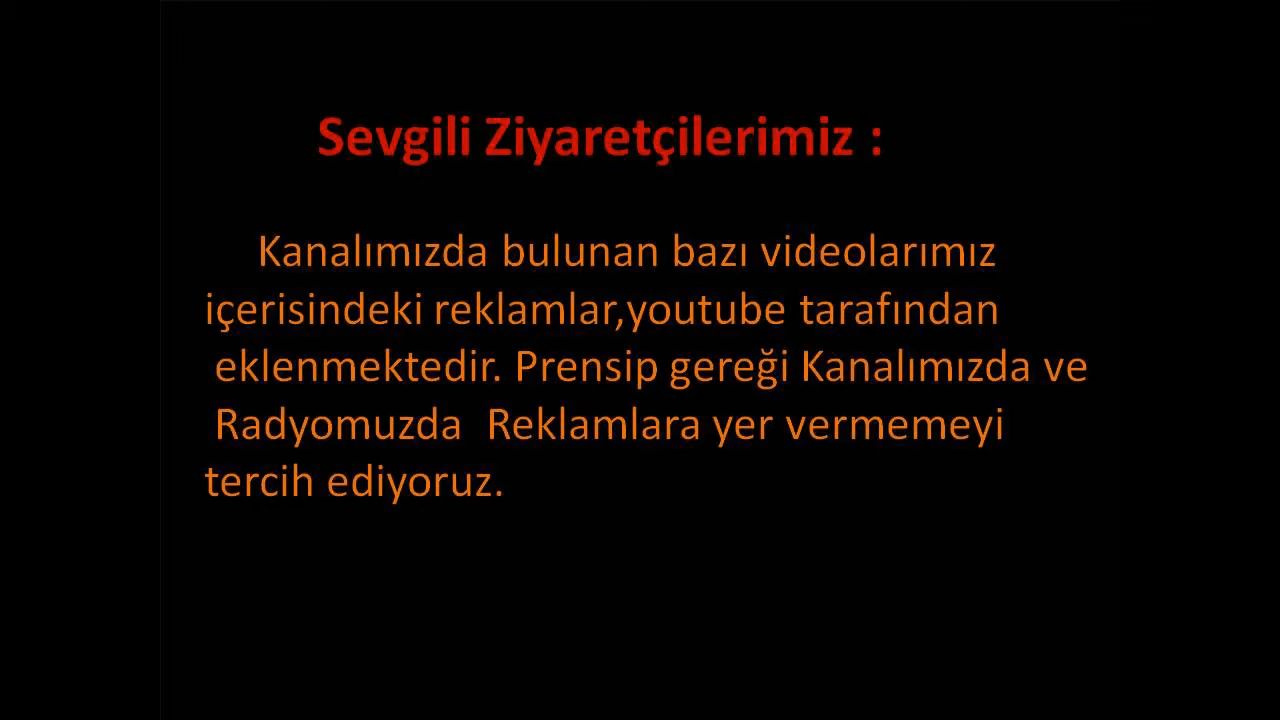 Sevgili Ziyaretçilerimiz :
Kanalımızda bulunan bazı videolarımız
içerisindeki reklamlar,youtube tarafından
eklenmektedir. Prensip gereği Kanalımızda ve
Radyomuzda Reklamlara yer vermemeyi
tercih ediyoruz.